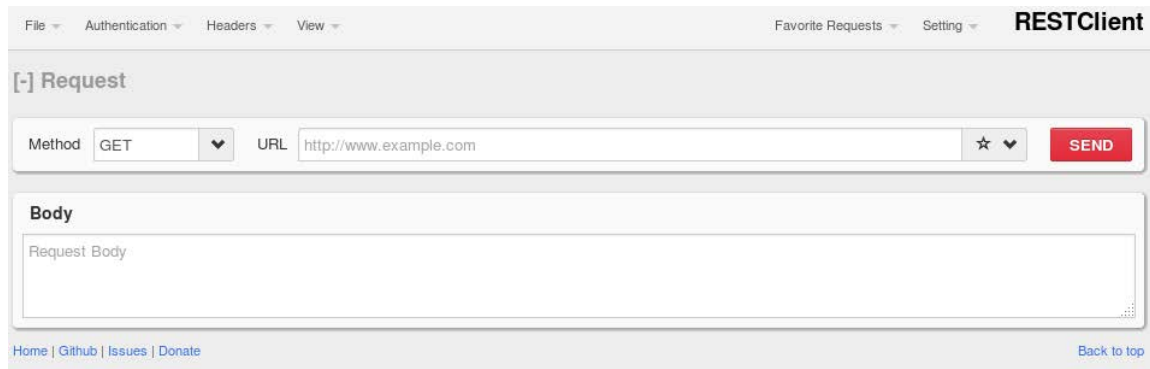 File Authentication Headers View Favorite Requests Setting RESTClient
[-] Request
Method GET URL http://www.example.com SEND
Body
Request Body
Home | Github | Issues | Donate Back to top